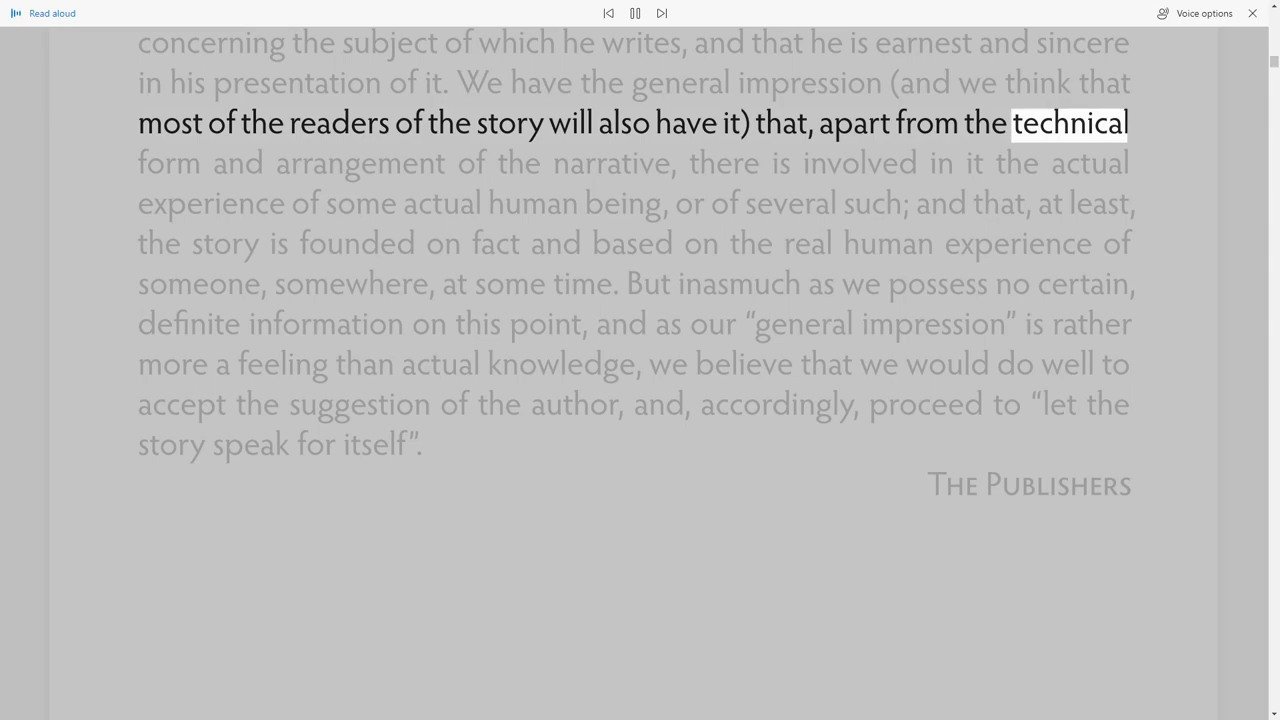 Read aloud
Voice options
concerning the subject of which he writes, and that he is earnest and sincere
in his presentation of it. We have the general impression (and we think that
most of the readers of the story will also have it) that, apart from the technical
form and arrangement of the narrative, there is involved in it the actual
experience of some actual human being, or of several such; and that, at least,
the story is founded on fact and based on the real human experience of
someone, somewhere, at some time. But inasmuch as we possess no certain,
definite information on this point, and as our “general impression” is rather
more a feeling than actual knowledge, we believe that we would do well to
accept the suggestion of the author, and, accordingly, proceed to “let the
story speak for itself”.
The Publishers